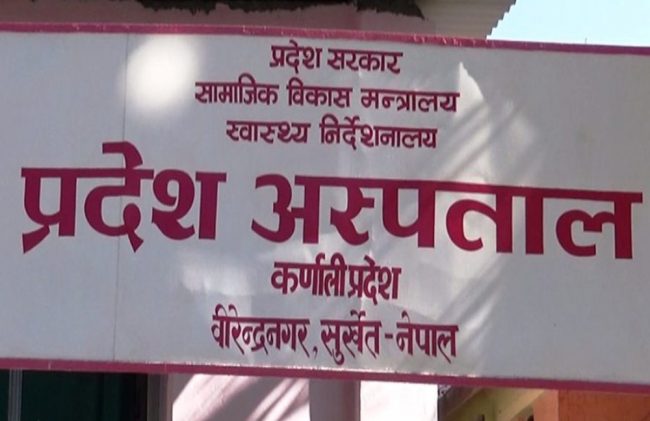 प्रदेश सरकार
सामाजिक विकास मन्त्रालय
स्वास्थ्य निर्देशनालय
प्रदेश अस्पताल
कर्णाली प्रदेश
वीरेन्द्रनगर, सुर्खेत-नेपाल